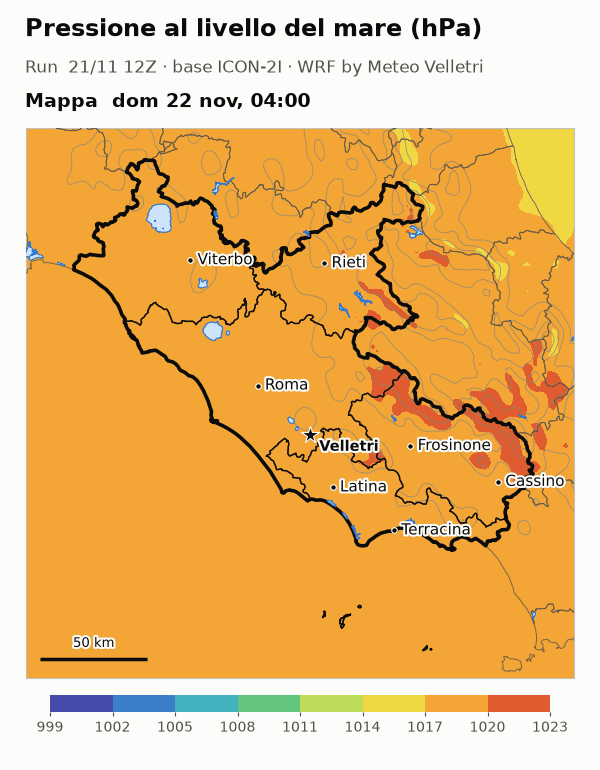 Pressione al livello del mare (hPa)
Run  21/11 12Z · base ICON-2I · WRF by Meteo Velletri
Mappa  dom 22 nov, 04:00
Viterbo
Rieti
Roma
Velletri
Frosinone
Cassino
Latina
Terracina
50 km
999 1002 1005 1008 1011 1014 1017 1020 1023